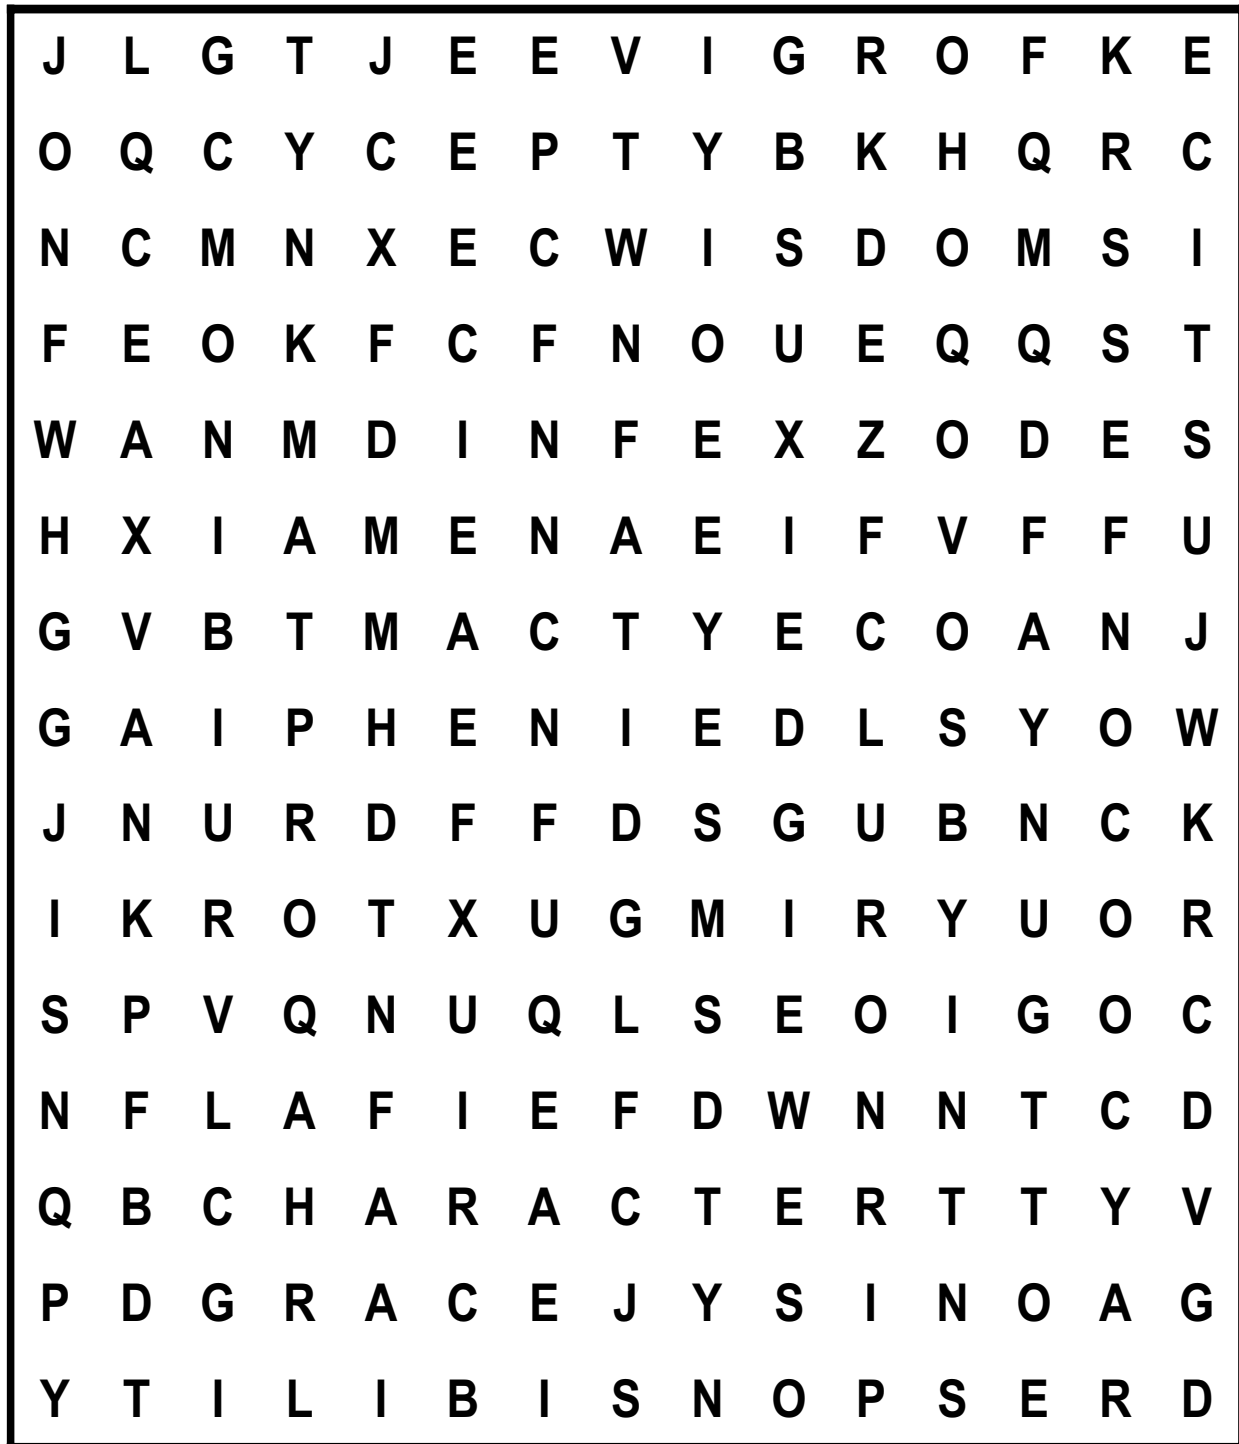 J L G T J E E V I G R O F K E
O Q C Y C E P T Y B K H Q R C
N C M N X E C W I S D O M S I
F E O K F C F N O U E Q Q S T
W A N M D I N F E X Z O D E S
H X I A M E N A E I F V F F U
G V B T M A C T Y E C O A N J
G A I P H E N I E D L S Y O W
J N U R D F F D S G U B N C K
I K R O T X U G M I R Y U O R
S P V Q N U Q L S E O I G O C
N F L A F I E F D W N N T C D
Q B C H A R A C T E R T T Y V
P D G R A C E J Y S I N O A G
Y T I L I B I S N O P S E R D